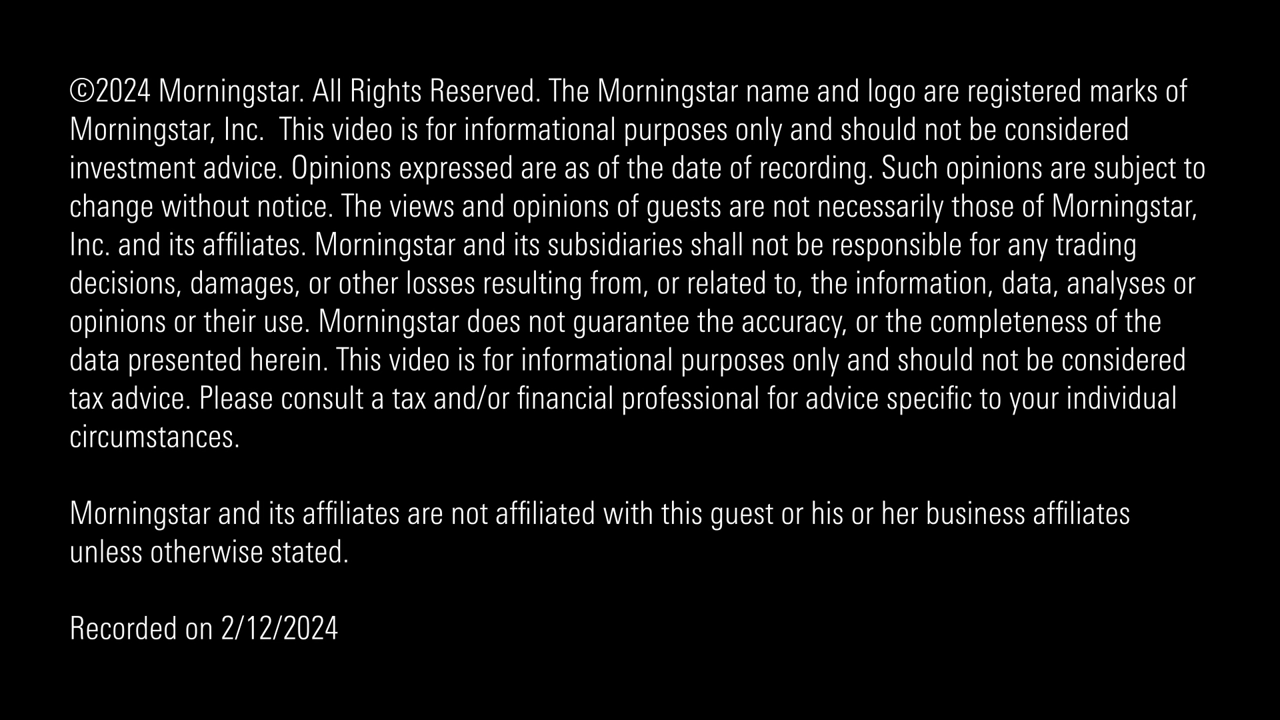 ©2024 Morningstar. All Rights Reserved. The Morningstar name and logo are registered marks of
Morningstar, Inc.  This video is for informational purposes only and should not be considered
investment advice. Opinions expressed are as of the date of recording. Such opinions are subject to
change without notice. The views and opinions of guests are not necessarily those of Morningstar,
Inc. and its affiliates. Morningstar and its subsidiaries shall not be responsible for any trading
decisions, damages, or other losses resulting from, or related to, the information, data, analyses or
opinions or their use. Morningstar does not guarantee the accuracy, or the completeness of the
data presented herein. This video is for informational purposes only and should not be considered
tax advice. Please consult a tax and/or financial professional for advice specific to your individual
circumstances.
Morningstar and its affiliates are not affiliated with this guest or his or her business affiliates
unless otherwise stated.
Recorded on 2/12/2024